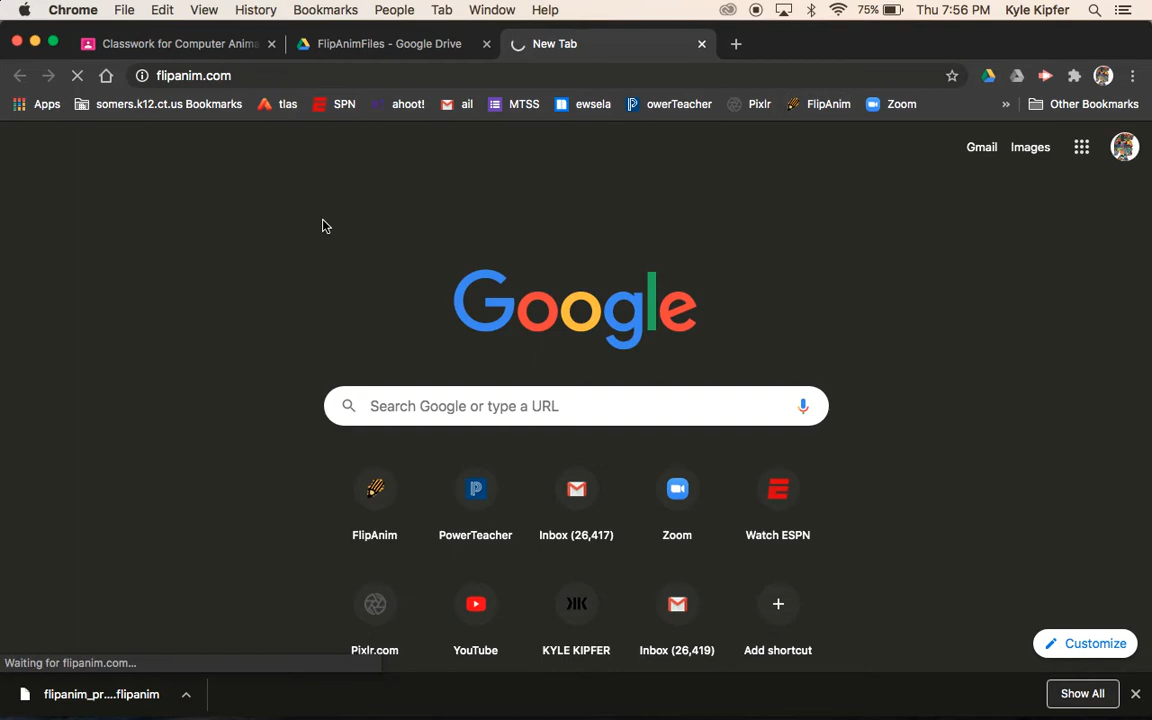 Chrome File Edit View History Bookmarks People Tab Window Help 75% Thu 7:56 PM Kyle Kipfer
Classwork for Computer Anima FlipAnimFiles - Google Drive New Tab
flipanim.com
Apps somers.k12.ct.us Bookmarks tlas SPN ahoot! ail MTSS ewsela owerTeacher Pixlr FlipAnim Zoom » Other Bookmarks
Gmail Images
Google
Search Google or type a URL
FlipAnim PowerTeacher Inbox (26,417) Zoom Watch ESPN
Pixlr.com YouTube KYLE KIPFER Inbox (26,419) Add shortcut
Customize
Waiting for flipanim.com...
flipanim_pr....flipanim Show All